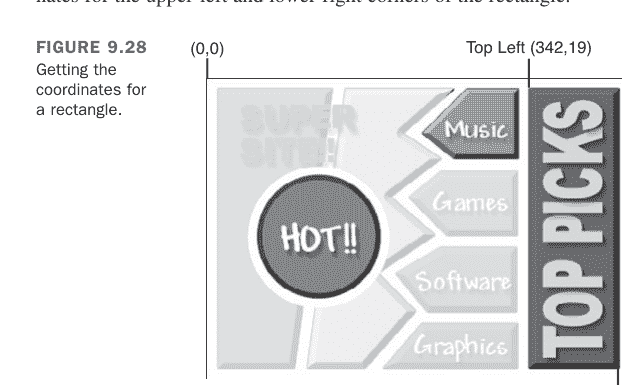 nates for the upper-left and lower-right corners of the rectangle.
FIGURE 9.28
Getting the
coordinates for
a rectangle.
(0,0)
Top Left (342,19)
SUPER
SITE!!
HOT!!
Music
Games
Software
Graphics
TOP PICKS